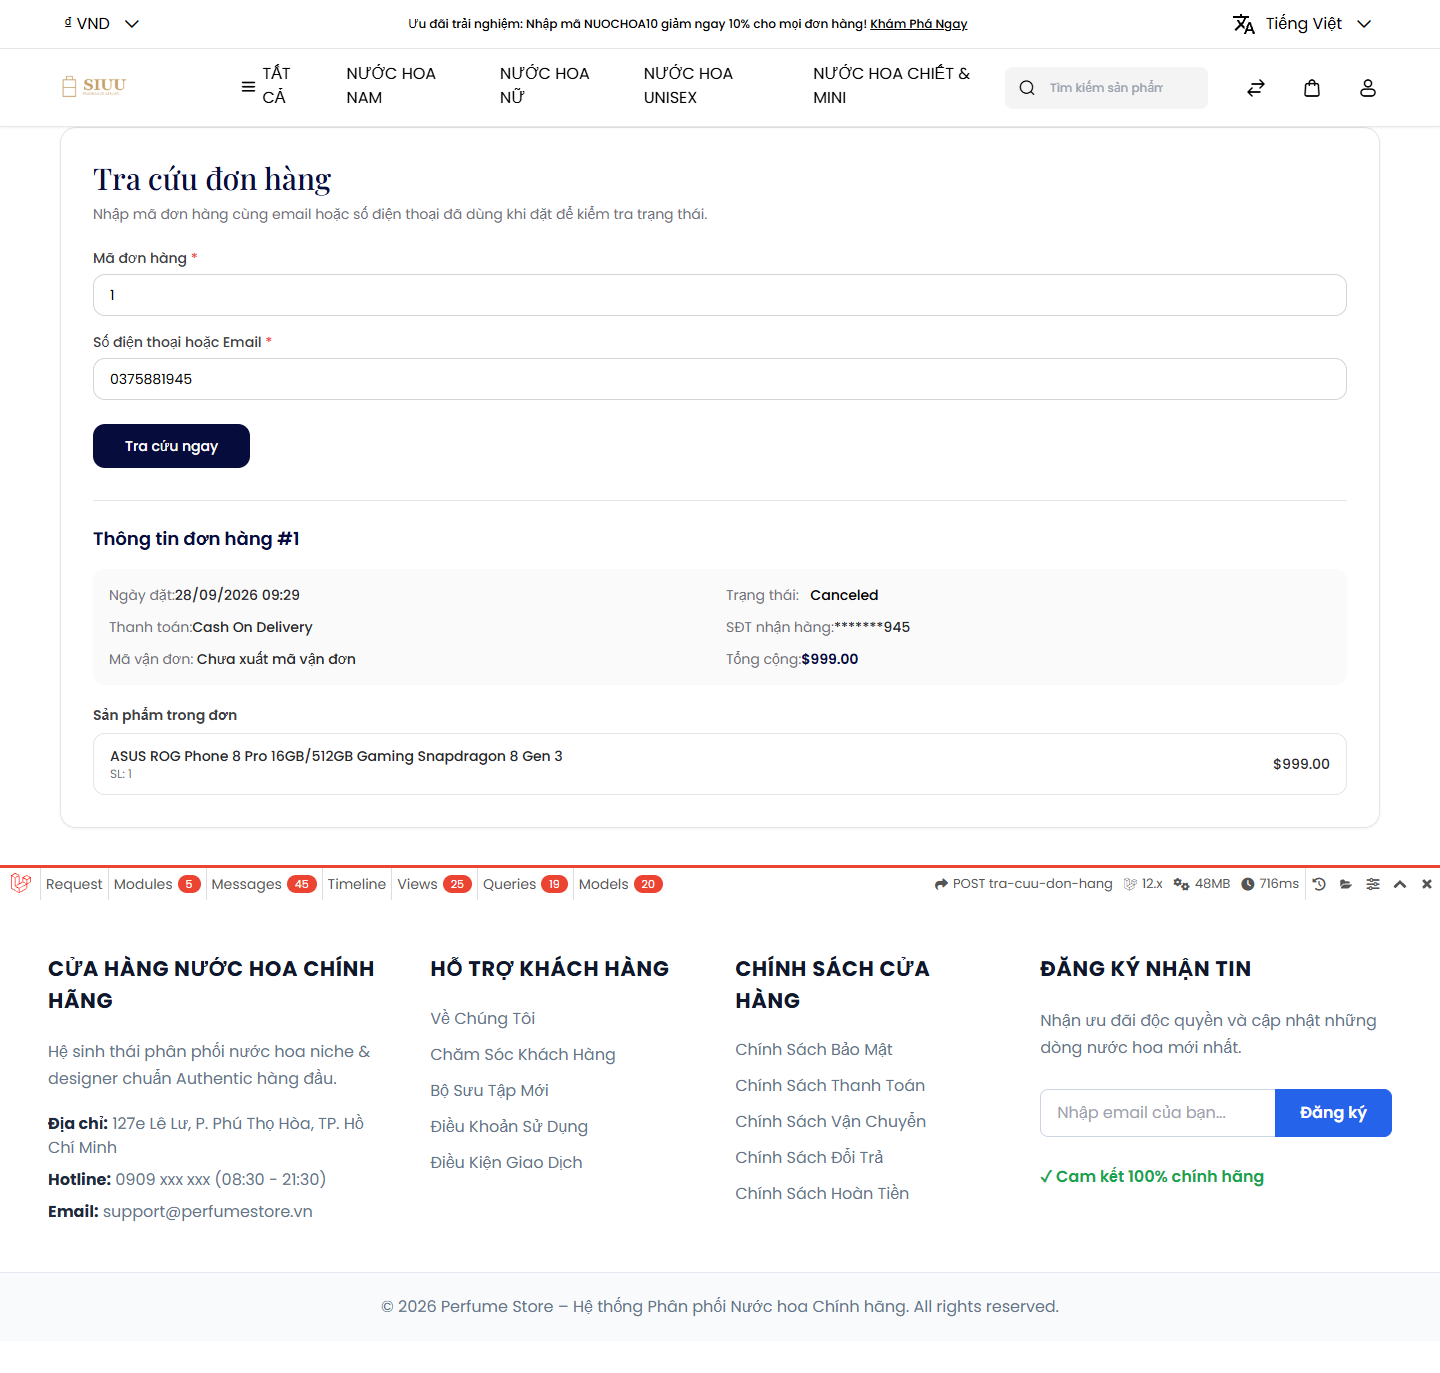 ₫ VND
Ưu đãi trải nghiệm: Nhập mã NUOCHOA10 giảm ngay 10% cho mọi đơn hàng! Khám Phá Ngay
Tiếng Việt
SIUU
TẤT CẢ
NƯỚC HOA NAM
NƯỚC HOA NỮ
NƯỚC HOA UNISEX
NƯỚC HOA CHIẾT & MINI
Tìm kiếm sản phẩm
Tra cứu đơn hàng
Nhập mã đơn hàng cùng email hoặc số điện thoại đã dùng khi đặt để kiểm tra trạng thái.
Mã đơn hàng *
1
Số điện thoại hoặc Email *
0375881945
Tra cứu ngay
Thông tin đơn hàng #1
Ngày đặt:28/09/2026 09:29
Trạng thái: Canceled
Thanh toán:Cash On Delivery
SĐT nhận hàng:*******945
Mã vận đơn: Chưa xuất mã vận đơn
Tổng cộng:$999.00
Sản phẩm trong đơn
ASUS ROG Phone 8 Pro 16GB/512GB Gaming Snapdragon 8 Gen 3
SL: 1
$999.00
Request Modules 5 Messages 45 Timeline Views 25 Queries 19 Models 20 POST tra-cuu-don-hang 12.x 48MB 716ms
CỬA HÀNG NƯỚC HOA CHÍNH
HÃNG
Hệ sinh thái phân phối nước hoa niche &
designer chuẩn Authentic hàng đầu.
Địa chỉ: 127e Lê Lư, P. Phú Thọ Hòa, TP. Hồ
Chí Minh
Hotline: 0909 xxx xxx (08:30 - 21:30)
Email: support@perfumestore.vn
HỖ TRỢ KHÁCH HÀNG
Về Chúng Tôi
Chăm Sóc Khách Hàng
Bộ Sưu Tập Mới
Điều Khoản Sử Dụng
Điều Kiện Giao Dịch
CHÍNH SÁCH CỬA
HÀNG
Chính Sách Bảo Mật
Chính Sách Thanh Toán
Chính Sách Vận Chuyển
Chính Sách Đổi Trả
Chính Sách Hoàn Tiền
ĐĂNG KÝ NHẬN TIN
Nhận ưu đãi độc quyền và cập nhật những
dòng nước hoa mới nhất.
Nhập email của bạn...
Đăng ký
✓ Cam kết 100% chính hãng
© 2026 Perfume Store – Hệ thống Phân phối Nước hoa Chính hãng. All rights reserved.